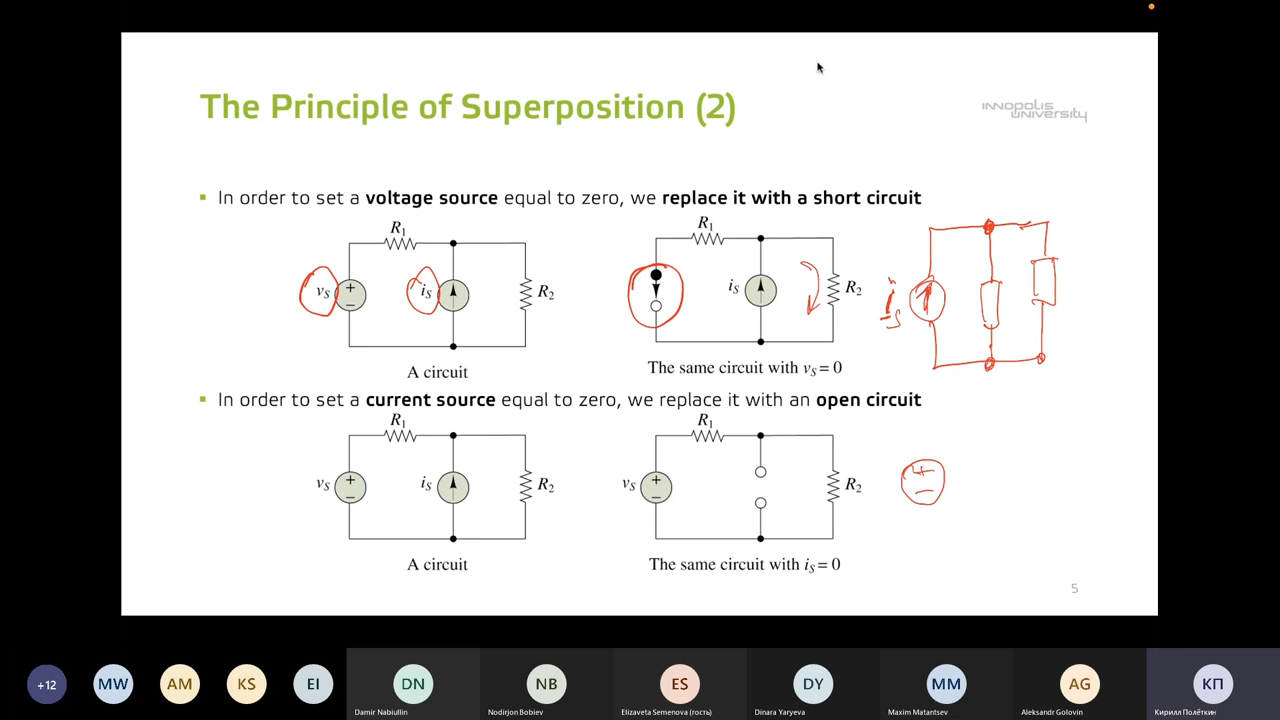 The Principle of Superposition (2)
INNOPOLIS
UNIVERSITY
▪ In order to set a voltage source equal to zero, we replace it with a short circuit
R1
vS
+
−
iS
R2
A circuit
R1
iS
R2
The same circuit with vS = 0
is
▪ In order to set a current source equal to zero, we replace it with an open circuit
R1
vS
+
−
iS
R2
A circuit
R1
vS
+
−
R2
The same circuit with iS = 0
+
−
5
+12
MW
AM
KS
EI
DN
Damir Nabiullin
NB
Nodirjon Bobiev
ES
Elizaveta Semenova (гость)
DY
Dinara Yaryeva
MM
Maxim Matantsev
AG
Aleksandr Golovin
КП
Кирилл Полёткин